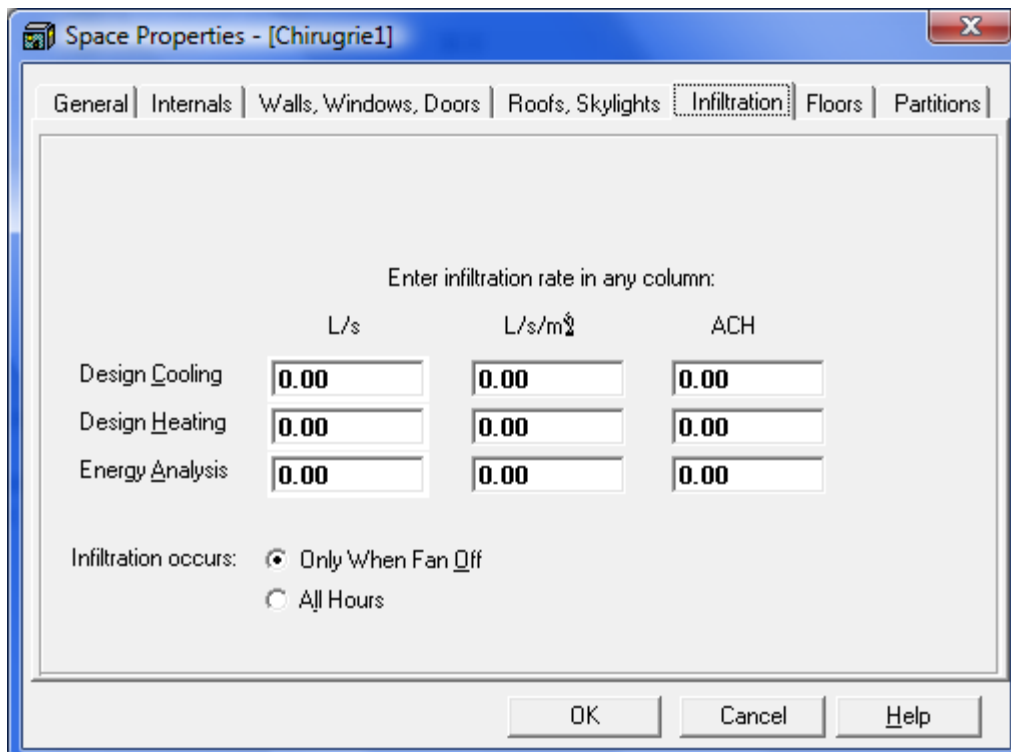 Space Properties - [Chirugrie1]
General Internals Walls, Windows, Doors Roofs, Skylights Infiltration Floors Partitions
Enter infiltration rate in any column:
L/s L/s/m² ACH
Design Cooling 0.00 0.00 0.00
Design Heating 0.00 0.00 0.00
Energy Analysis 0.00 0.00 0.00
Infiltration occurs: Only When Fan Off
All Hours
OK Cancel Help